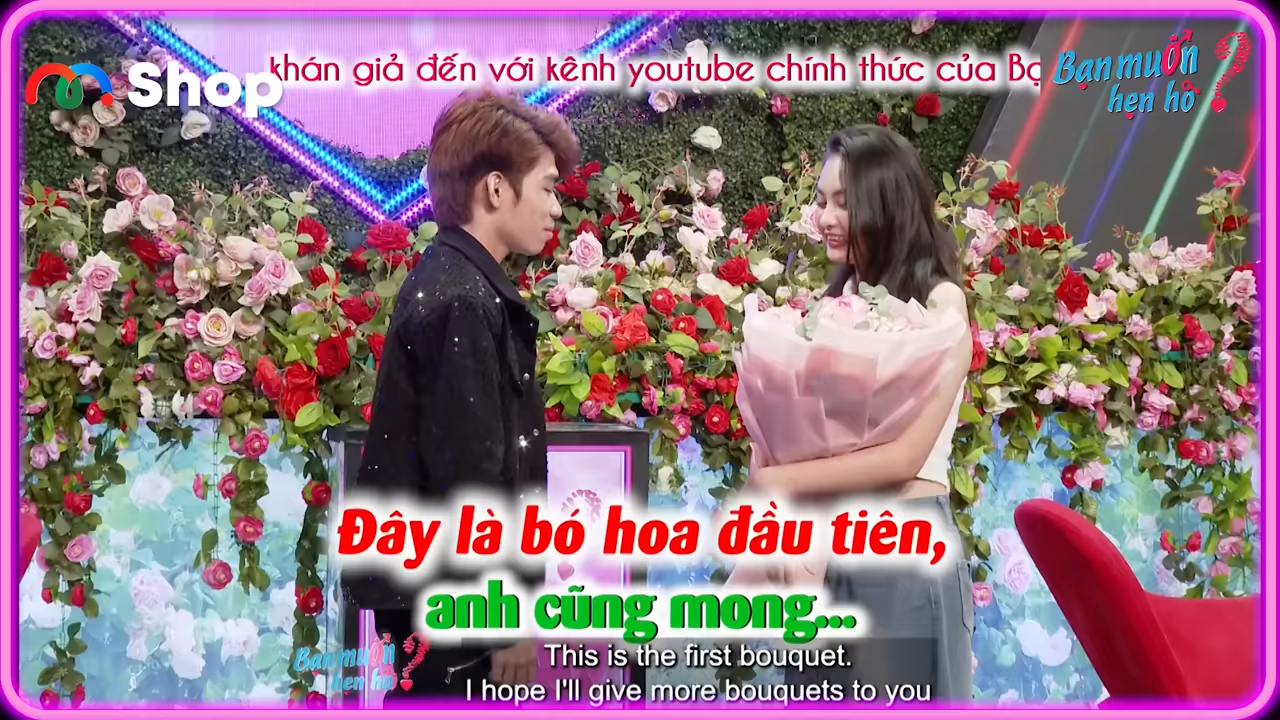 Shop
khán giả đến với kênh youtube chính thức của
Bạn muốn
hẹn hò ?
Đây là bó hoa đầu tiên,
anh cũng mong...
Bạn muốn
hẹn hò ?
This is the first bouquet.
I hope I'll give more bouquets to you